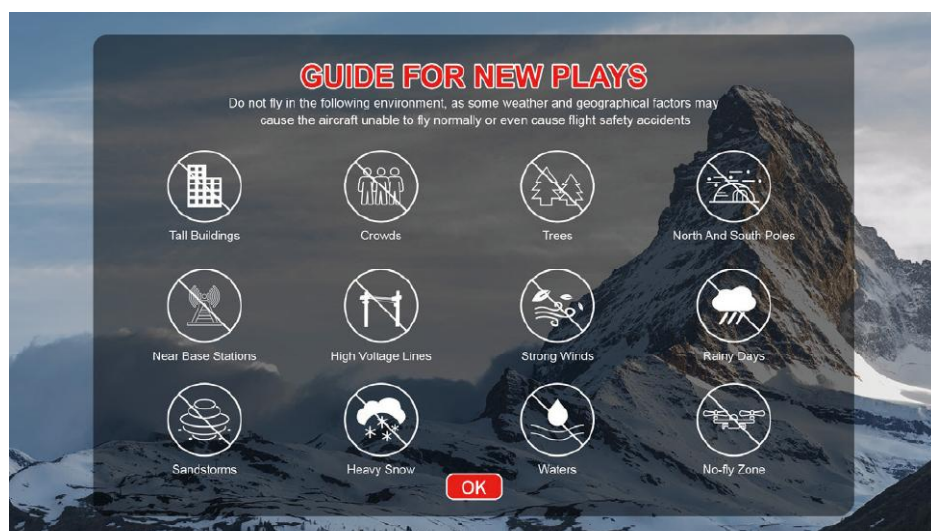 GUIDE FOR NEW PLAYS
Do not fly in the following environment, as some weather and geographical factors may
cause the aircraft unable to fly normally or even cause flight safety accidents
Tall Buildings
Crowds
Trees
North And South Poles
Near Base Stations
High Voltage Lines
Strong Winds
Rainy Days
Sandstorms
Heavy Snow
Waters
No-fly Zone
OK